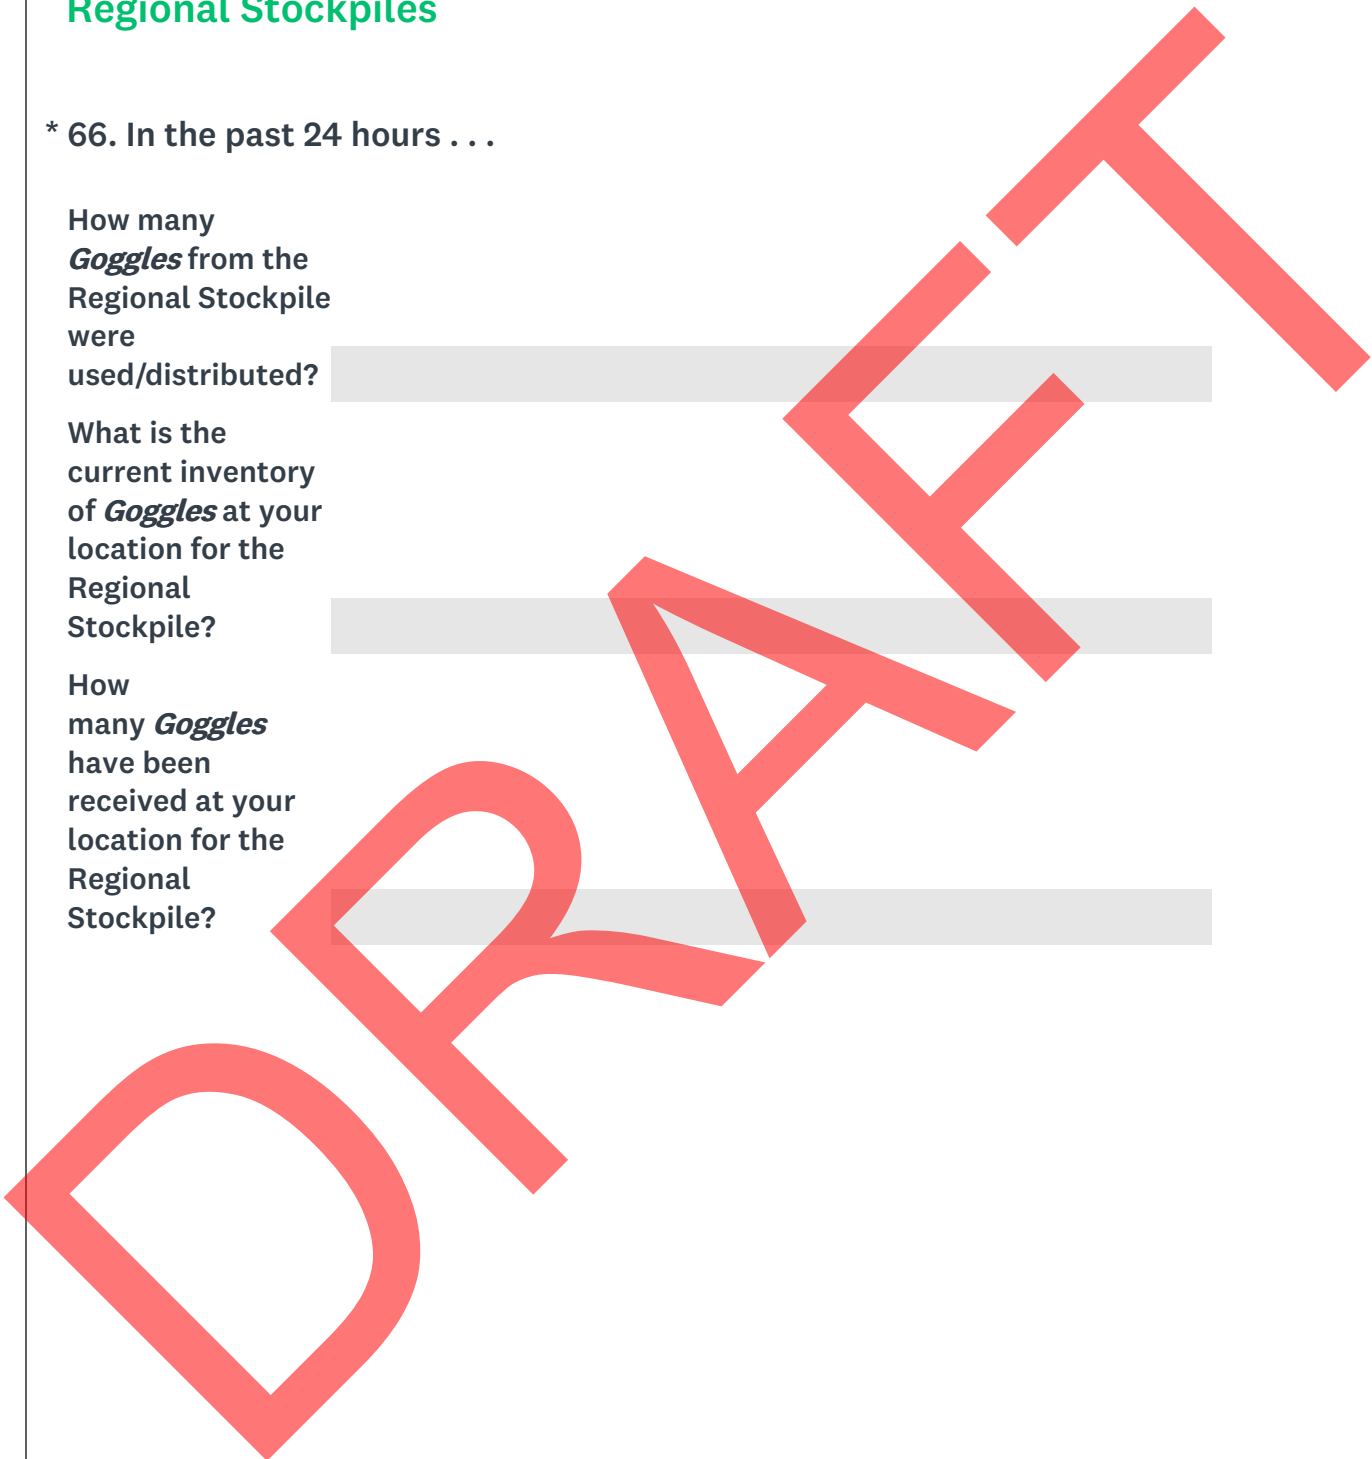 Regional Stockpiles
* 66. In the past 24 hours . . .
How many
Goggles from the
Regional Stockpile
were
used/distributed?
What is the
current inventory
of Goggles at your
location for the
Regional
Stockpile?
How
many Goggles
have been
received at your
location for the
Regional
Stockpile?
DRAFT